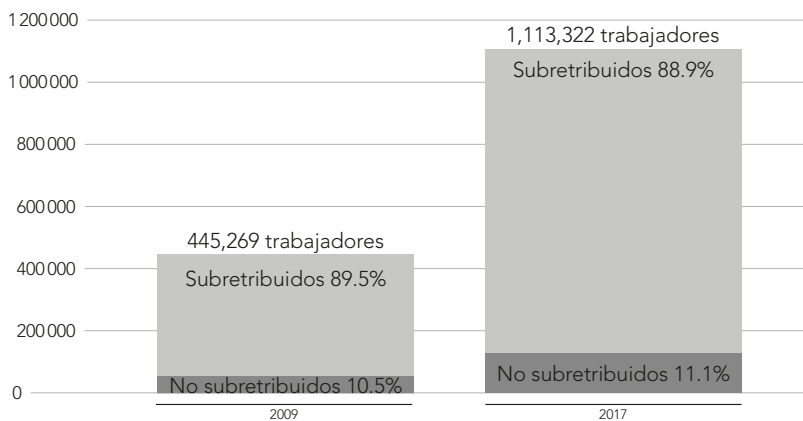 1 200 000
1,113,322 trabajadores
Subretribuidos 88.9%
1 000 000
800 000
600 000
445,269 trabajadores
400 000
Subretribuidos 89.5%
200 000
No subretribuidos 11.1%
No subretribuidos 10.5%
0
2009
2017